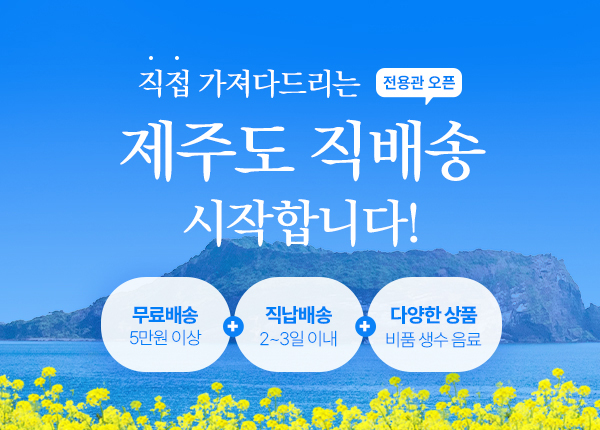 직접 가져다드리는 전용관 오픈
제주도 직배송
시작합니다!
무료배송
5만원 이상
직납배송
2~3일 이내
다양한 상품
비품 생수 음료